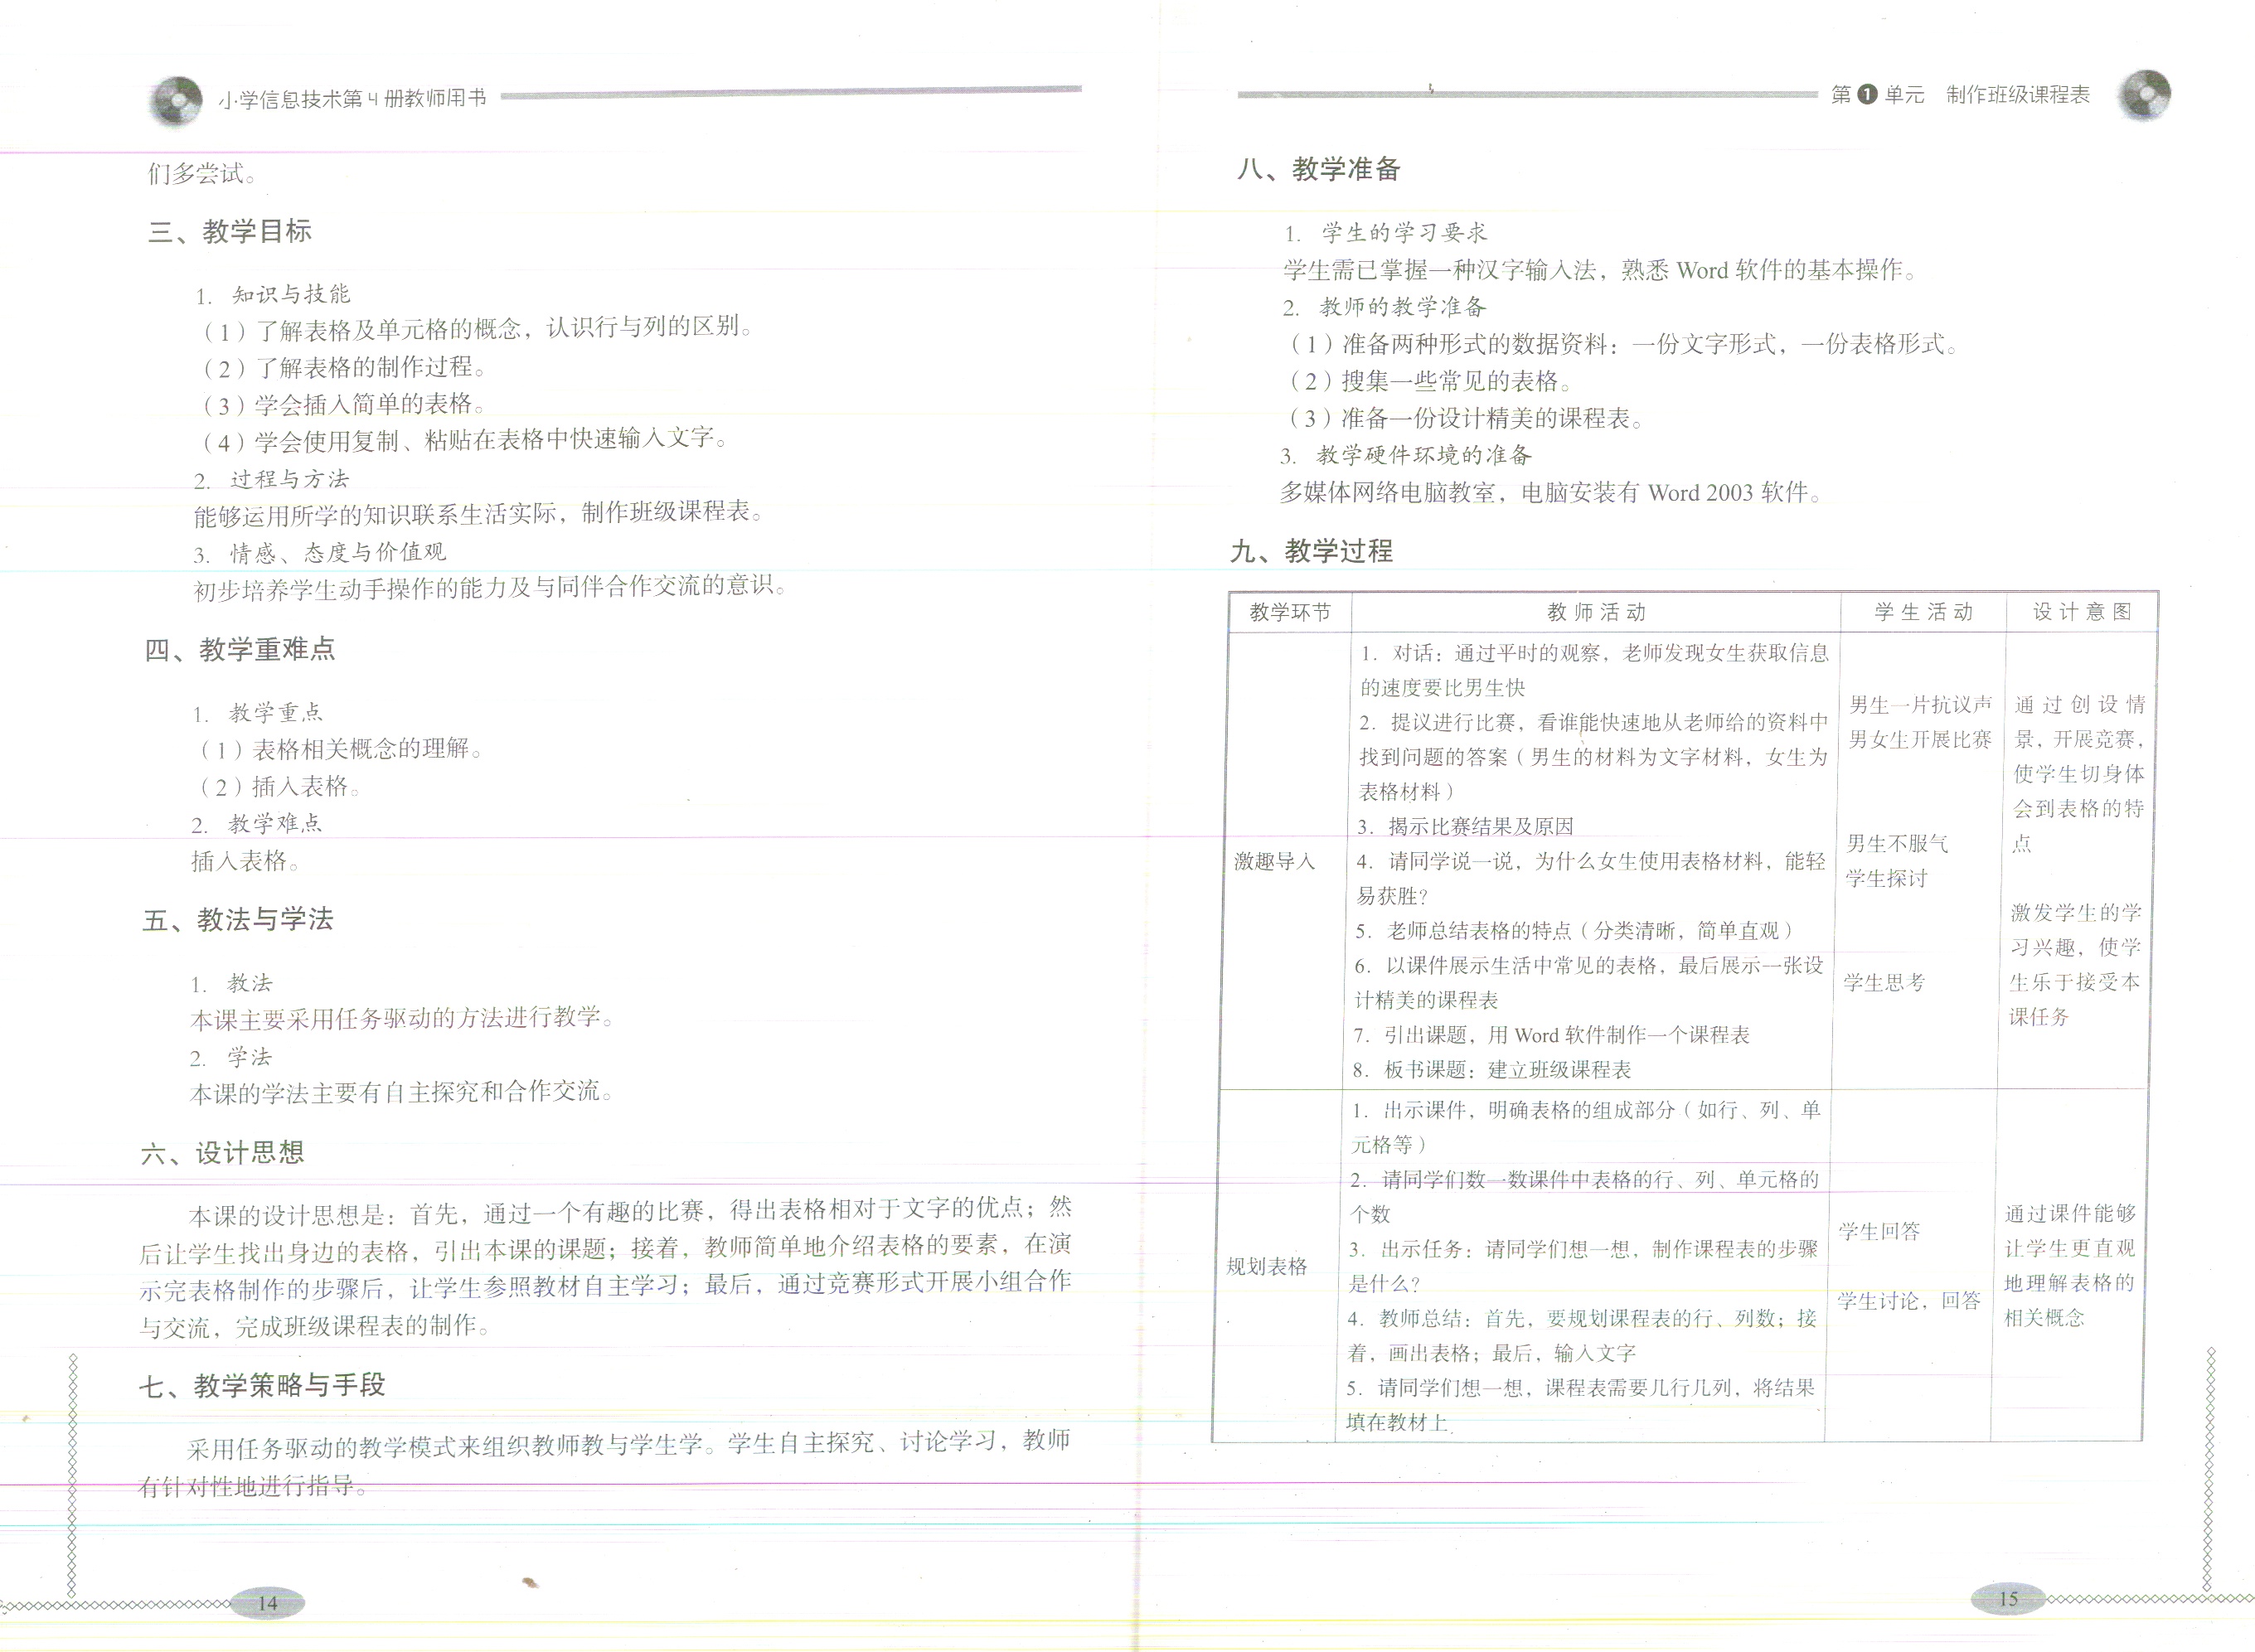 小学信息技术第4册教师用书
们多尝试。
三、教学目标
1. 知识与技能
（1）了解表格及单元格的概念，认识行与列的区别。
（2）了解表格的制作过程。
（3）学会插入简单的表格。
（4）学会使用复制、粘贴在表格中快速输入文字。
2. 过程与方法
能够运用所学的知识联系生活实际，制作班级课程表。
3. 情感、态度与价值观
初步培养学生动手操作的能力及与同伴合作交流的意识。
四、教学重难点
1. 教学重点
（1）表格相关概念的理解。
（2）插入表格。
2. 教学难点
插入表格。
五、教法与学法
1. 教法
本课主要采用任务驱动的方法进行教学。
2. 学法
本课的学法主要有自主探究和合作交流。
六、设计思想
本课的设计思想是：首先，通过一个有趣的比赛，得出表格相对于文字的优点；然
后让学生找出身边的表格，引出本课的课题；接着，教师简单地介绍表格的要素，在演
示完表格制作的步骤后，让学生参照教材自主学习；最后，通过竞赛形式开展小组合作
与交流，完成班级课程表的制作。
七、教学策略与手段
采用任务驱动的教学模式来组织教师教与学生学。学生自主探究、讨论学习，教师
有针对性地进行指导。
14
第1单元 制作班级课程表
八、教学准备
1. 学生的学习要求
学生需已掌握一种汉字输入法，熟悉 Word 软件的基本操作。
2. 教师的教学准备
（1）准备两种形式的数据资料：一份文字形式，一份表格形式。
（2）搜集一些常见的表格。
（3）准备一份设计精美的课程表。
3. 教学硬件环境的准备
多媒体网络电脑教室，电脑安装有 Word 2003 软件。
九、教学过程
教学环节 教师活动 学生活动 设计意图
激趣导入
1. 对话：通过平时的观察，老师发现女生获取信息
的速度要比男生快
2. 提议进行比赛，看谁能快速地从老师给的资料中
找到问题的答案（男生的材料为文字材料，女生为
表格材料）
3. 揭示比赛结果及原因
4. 请同学说一说，为什么女生使用表格材料，能轻
易获胜？
5. 老师总结表格的特点（分类清晰，简单直观）
6. 以课件展示生活中常见的表格，最后展示一张设
计精美的课程表
7. 引出课题，用 Word 软件制作一个课程表
8. 板书课题：建立班级课程表
男生一片抗议声
男女生开展比赛
男生不服气
学生探讨
学生思考
通过创设情
景，开展竞赛，
使学生切身体
会到表格的特
点
激发学生的学
习兴趣，使学
生乐于接受本
课任务
规划表格
1. 出示课件，明确表格的组成部分（如行、列、单
元格等）
2. 请同学们数一数课件中表格的行、列、单元格的
个数
3. 出示任务：请同学们想一想，制作课程表的步骤
是什么？
4. 教师总结：首先，要规划课程表的行、列数；接
着，画出表格；最后，输入文字
5. 请同学们想一想，课程表需要几行几列，将结果
填在教材上
学生回答
学生讨论，回答
通过课件能够
让学生更直观
地理解表格的
相关概念
15